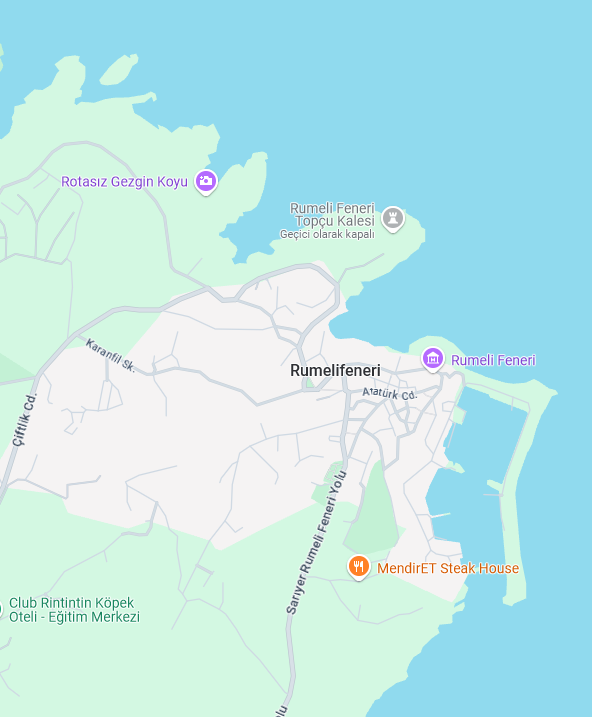 Rotasız Gezgin Koyu
Rumeli Feneri
Topçu Kalesi
Geçici olarak kapalı
Karanfil Sk.
Rumelifeneri
Rumeli Feneri
Atatürk Cd.
Çiftlik Cd.
Sarıyer Rumeli Feneri Yolu
MendirET Steak House
Club Rintintin Köpek
Oteli - Eğitim Merkezi
olu